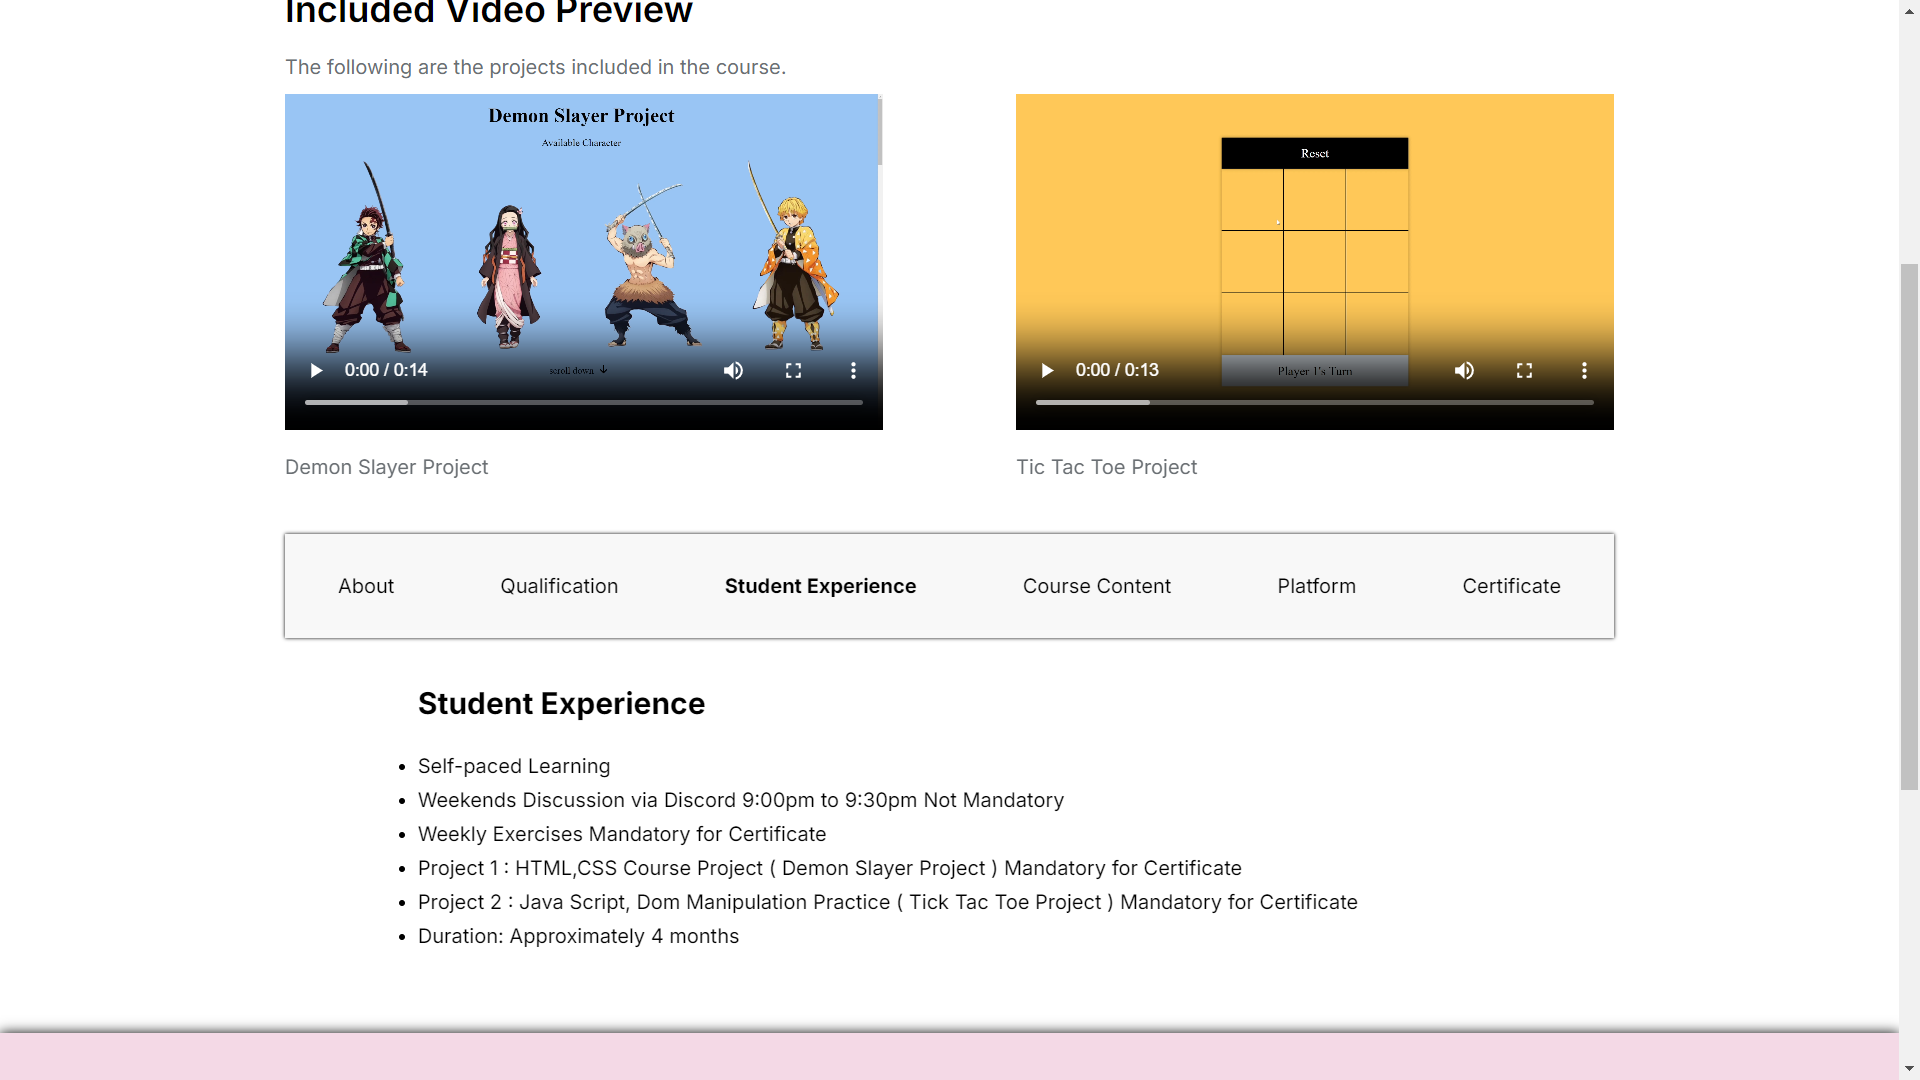 Included Video Preview
The following are the projects included in the course.
Demon Slayer Project
Available Character
scroll down ↓
0:00 / 0:14
Reset
Player 1's Turn
0:00 / 0:13
Demon Slayer Project
Tic Tac Toe Project
About Qualification Student Experience Course Content Platform Certificate
Student Experience
• Self-paced Learning
• Weekends Discussion via Discord 9:00pm to 9:30pm Not Mandatory
• Weekly Exercises Mandatory for Certificate
• Project 1 : HTML,CSS Course Project ( Demon Slayer Project ) Mandatory for Certificate
• Project 2 : Java Script, Dom Manipulation Practice ( Tick Tac Toe Project ) Mandatory for Certificate
• Duration: Approximately 4 months